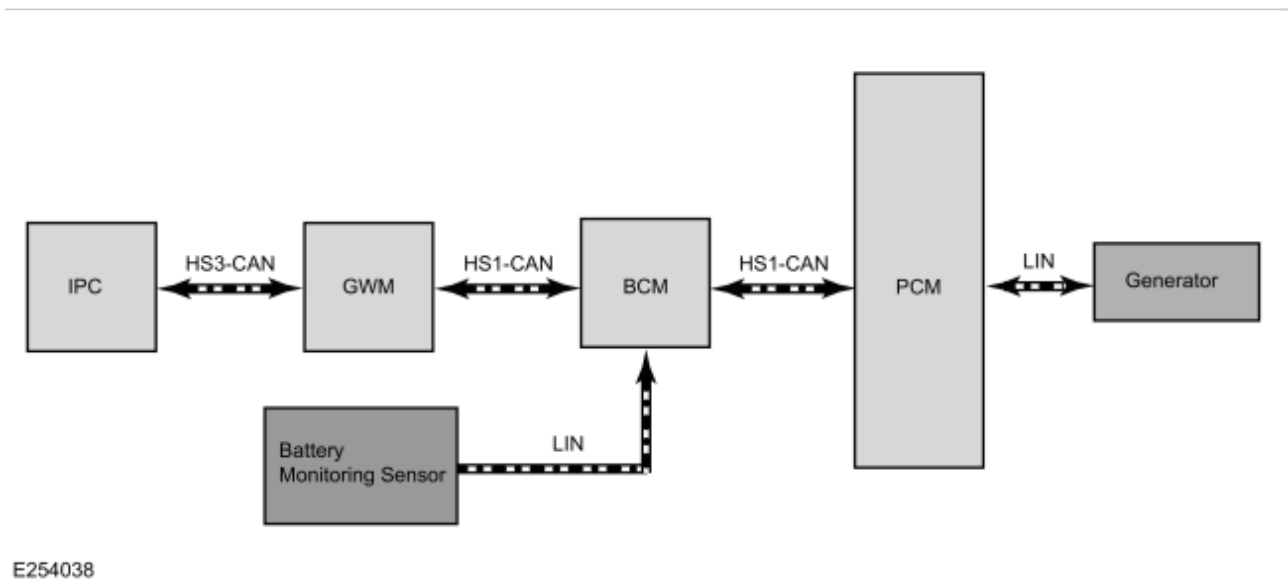 HS3-CAN
HS1-CAN
HS1-CAN
LIN
IPC
GWM
BCM
PCM
Generator
Battery
Monitoring Sensor
LIN
E254038